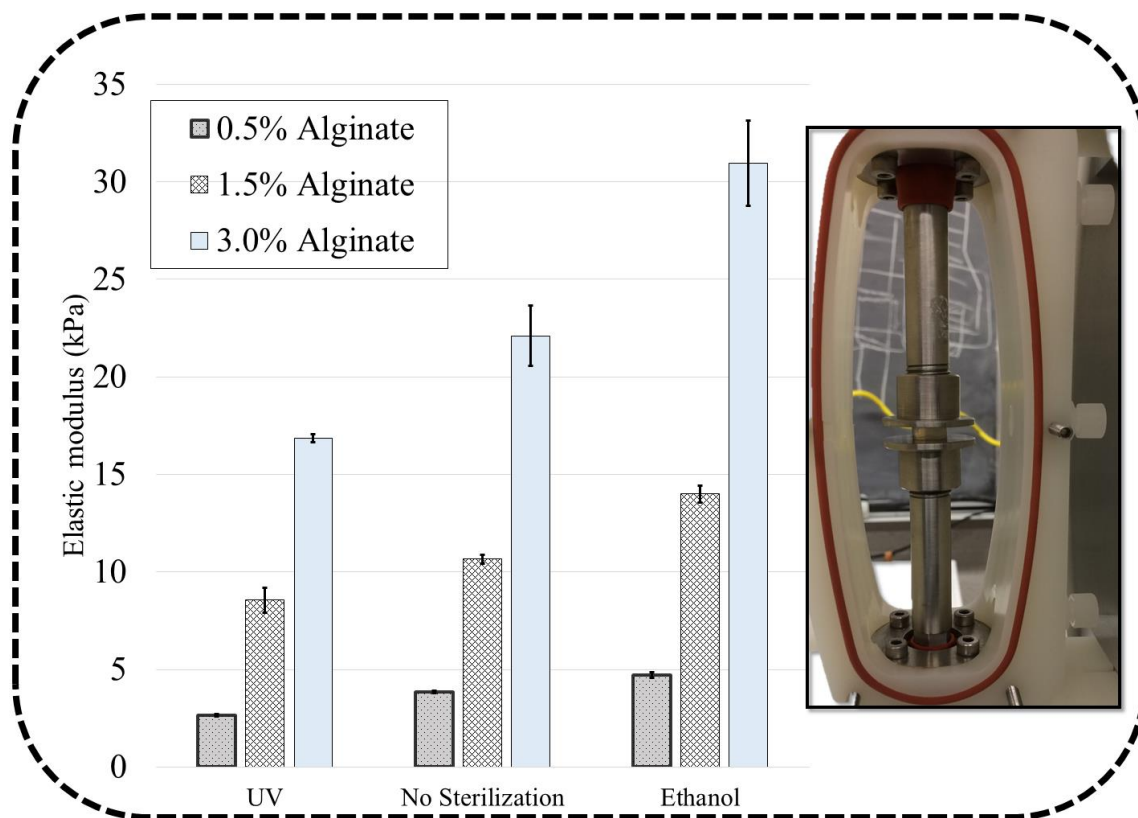 35
30
25
20
15
10
5
0
Elastic modulus (kPa)
0.5% Alginate
1.5% Alginate
3.0% Alginate
UV
No Sterilization
Ethanol